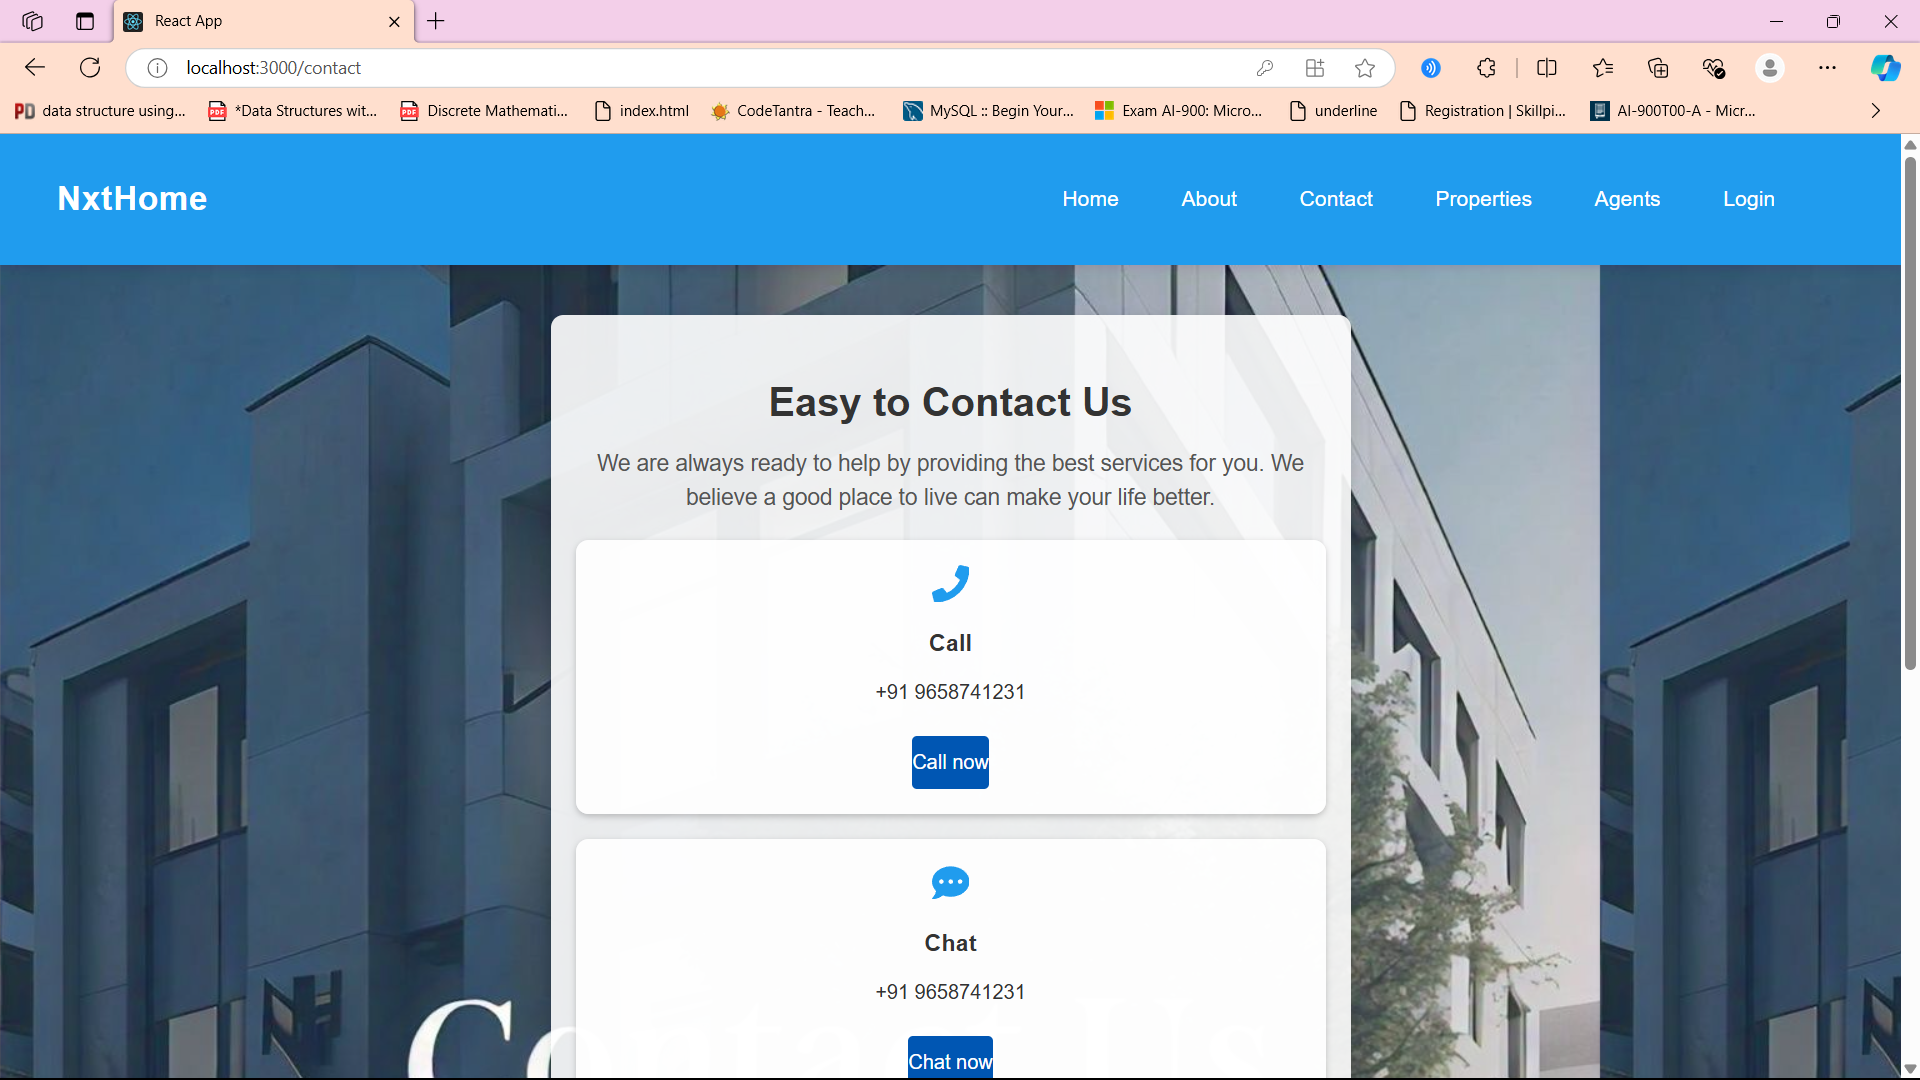 React App
localhost:3000/contact
data structure using...
*Data Structures wit...
Discrete Mathemati...
index.html
CodeTantra - Teach...
MySQL :: Begin Your...
Exam AI-900: Micro...
underline
Registration | Skillpi...
AI-900T00-A - Micr...
NxtHome
Home
About
Contact
Properties
Agents
Login
Easy to Contact Us
We are always ready to help by providing the best services for you. We
believe a good place to live can make your life better.
Call
+91 9658741231
Call now
Chat
+91 9658741231
Chat now
Contact Us